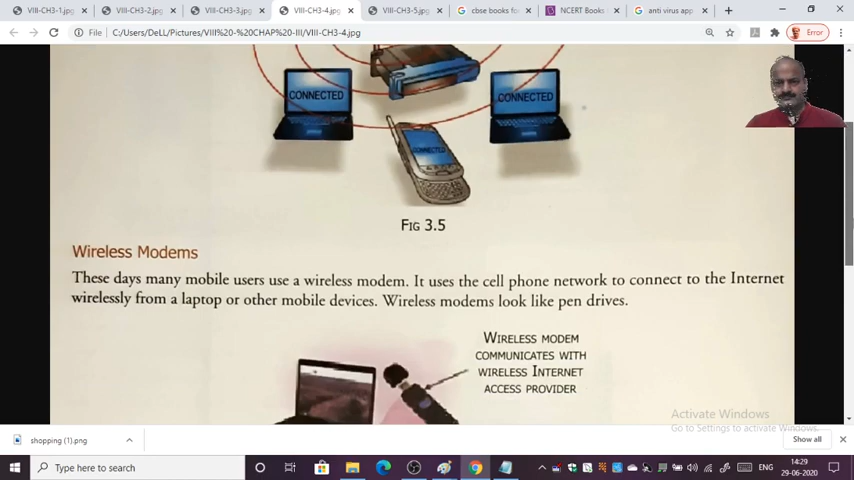 VIII-CH3-1.jpg
VIII-CH3-2.jpg
VIII-CH3-3.jpg
VIII-CH3-4.jpg
VIII-CH3-5.jpg
cbse books fo
NCERT Books
anti virus app
File C:/Users/DeLL/Pictures/VIII%20-%20CHAP%20-III/VIII-CH3-4.jpg
Error
CONNECTED
CONNECTED
CONNECTED
FIG 3.5
Wireless Modems
These days many mobile users use a wireless modem. It uses the cell phone network to connect to the Internet
wirelessly from a laptop or other mobile devices. Wireless modems look like pen drives.
WIRELESS MODEM
COMMUNICATES WITH
WIRELESS INTERNET
ACCESS PROVIDER
Activate Windows
Go to Settings to activate Windows.
shopping (1).png
Show all
Type here to search
ENG
14:29
29-06-2020